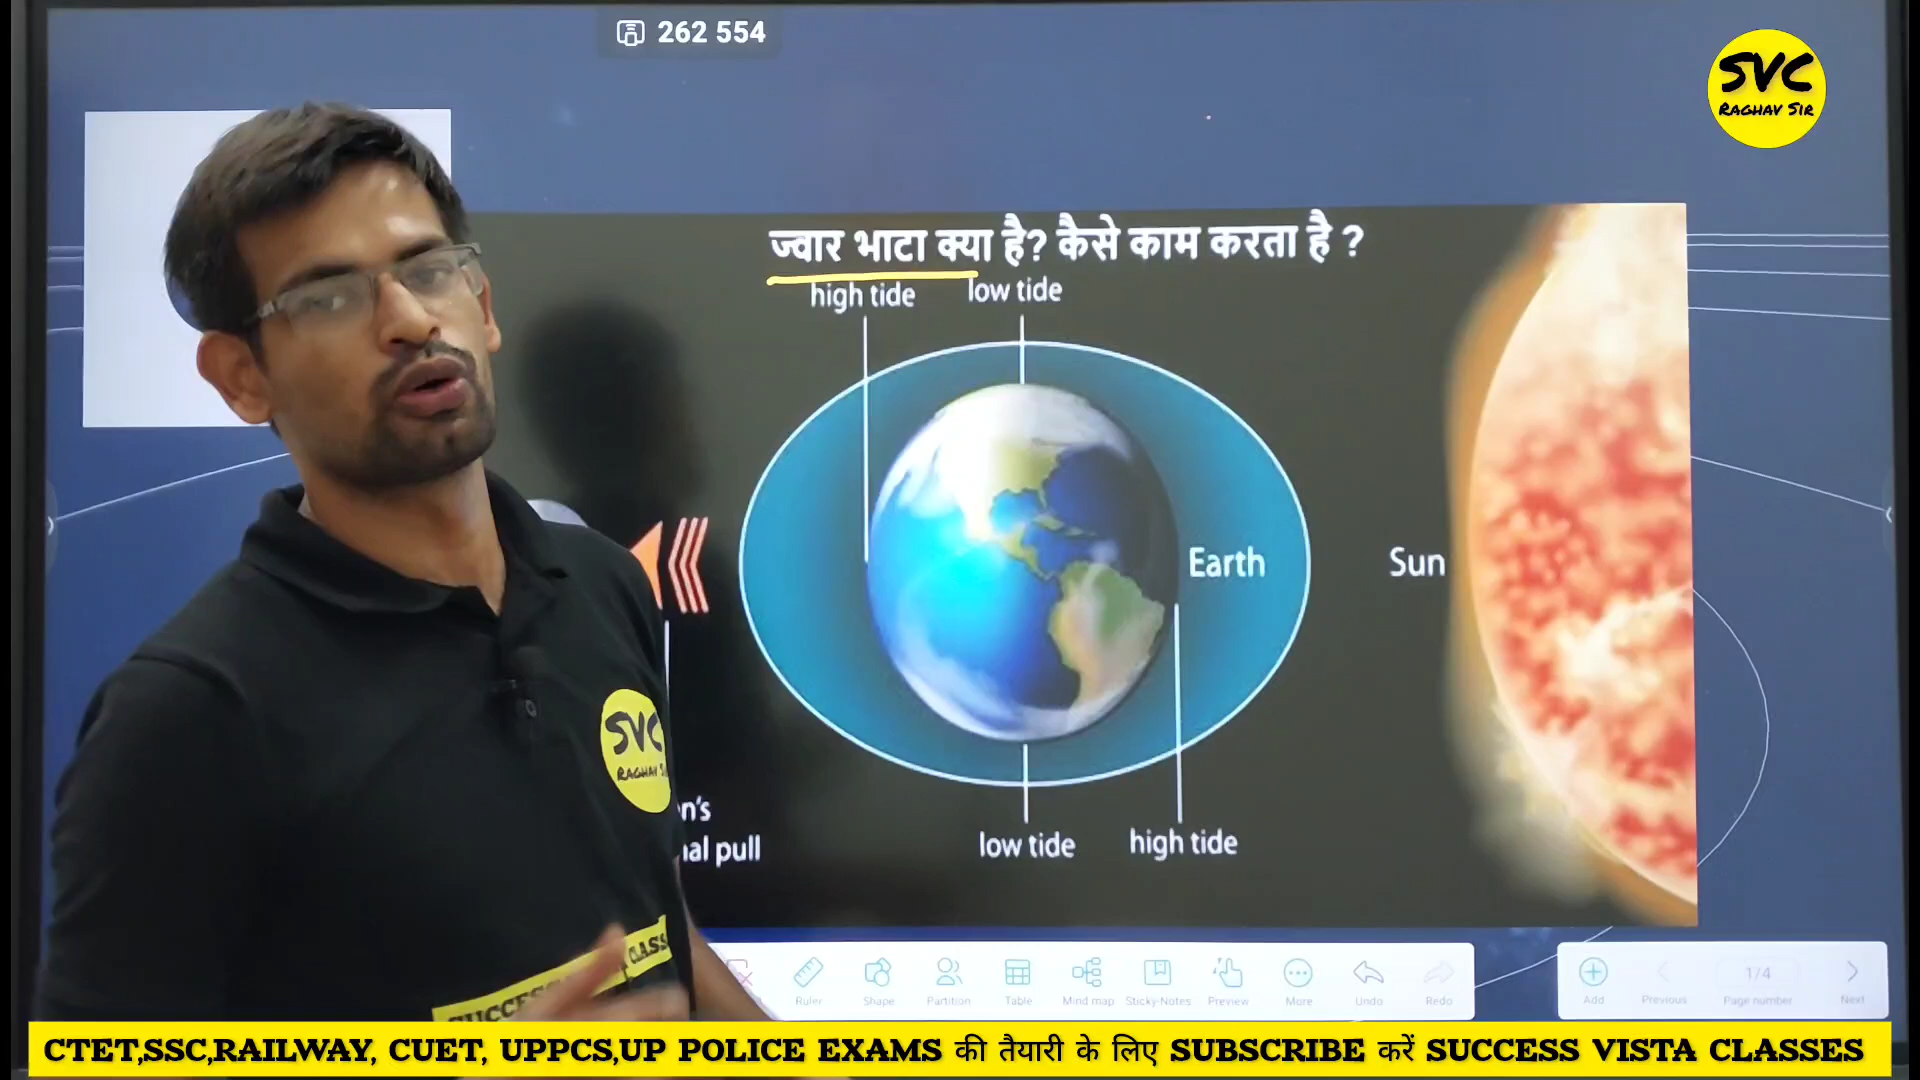 262 554
SVC
RAGHAV SIR
ज्वार भाटा क्या है? कैसे काम करता है ?
high tide
low tide
Earth
Sun
SVC
RAGHAV
pull
low tide
high tide
Ruler
Shape
Partition
Table
Mind map
Sticky-Notes
Preview
More
Undo
Redo
Add
Previous
1/4
Page number
Next
CTET,SSC,RAILWAY, CUET, UPPCS,UP POLICE EXAMS की तैयारी के लिए SUBSCRIBE करें SUCCESS VISTA CLASSES